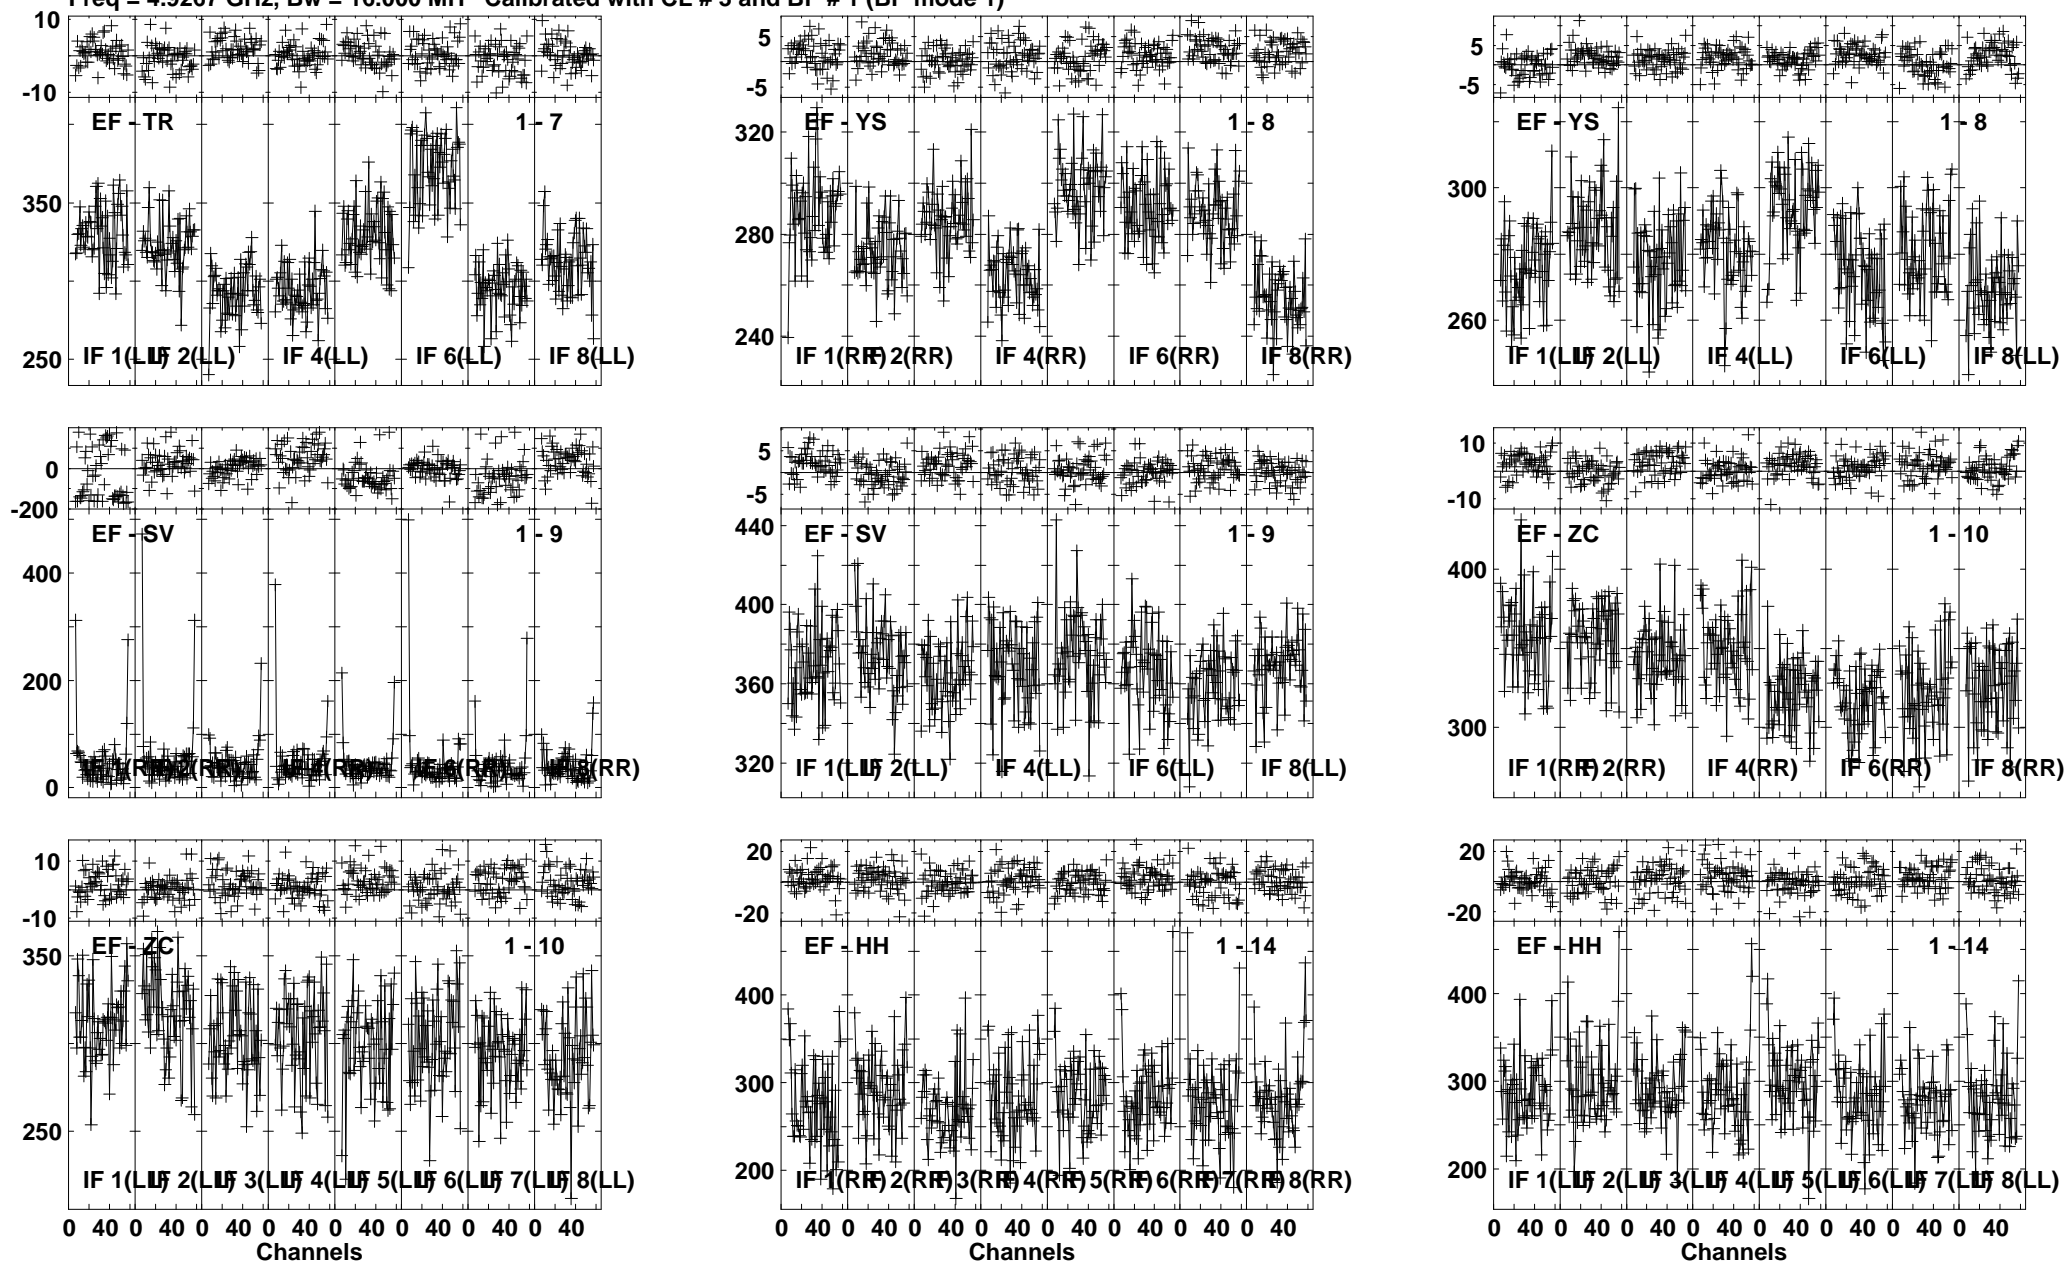 Freq = 4.9267 GHz, Bw = 16.000 MH Calibrated with CL # 3 and BP # 1 (BP mode 1)
10
-10
5
-5
5
-5
EF - TR 1 - 7
EF - YS 1 - 8
EF - YS 1 - 8
350
250
320
280
240
300
260
IF 1(LL) IF 2(LL) IF 4(LL) IF 6(LL) IF 8(LL)
IF 1(RR) IF 2(RR) IF 4(RR) IF 6(RR) IF 8(RR)
IF 1(LL) IF 2(LL) IF 4(LL) IF 6(LL) IF 8(LL)
0
-200
5
-5
10
-10
EF - SV 1 - 9
EF - SV 1 - 9
EF - ZC 1 - 10
400
200
0
440
400
360
320
400
300
IF 1(RR) IF 2(RR) IF 4(RR) IF 6(RR) IF 8(RR)
IF 1(LL) IF 2(LL) IF 4(LL) IF 6(LL) IF 8(LL)
IF 1(RR) IF 2(RR) IF 4(RR) IF 6(RR) IF 8(RR)
10
-10
20
-20
20
-20
EF - ZC 1 - 10
EF - HH 1 - 14
EF - HH 1 - 14
350
250
400
300
200
400
300
200
IF 1(LL) IF 2(LL) IF 3(LL) IF 4(LL) IF 5(LL) IF 6(LL) IF 7(LL) IF 8(LL)
IF 1(RR) IF 2(RR) IF 3(RR) IF 4(RR) IF 5(RR) IF 6(RR) IF 7(RR) IF 8(RR)
IF 1(LL) IF 2(LL) IF 3(LL) IF 4(LL) IF 5(LL) IF 6(LL) IF 7(LL) IF 8(LL)
0 40 0 40 0 40 0 40 0 40 0 40 0 40 0 40
0 40 0 40 0 40 0 40 0 40 0 40 0 40 0 40
0 40 0 40 0 40 0 40 0 40 0 40 0 40 0 40
Channels
Channels
Channels